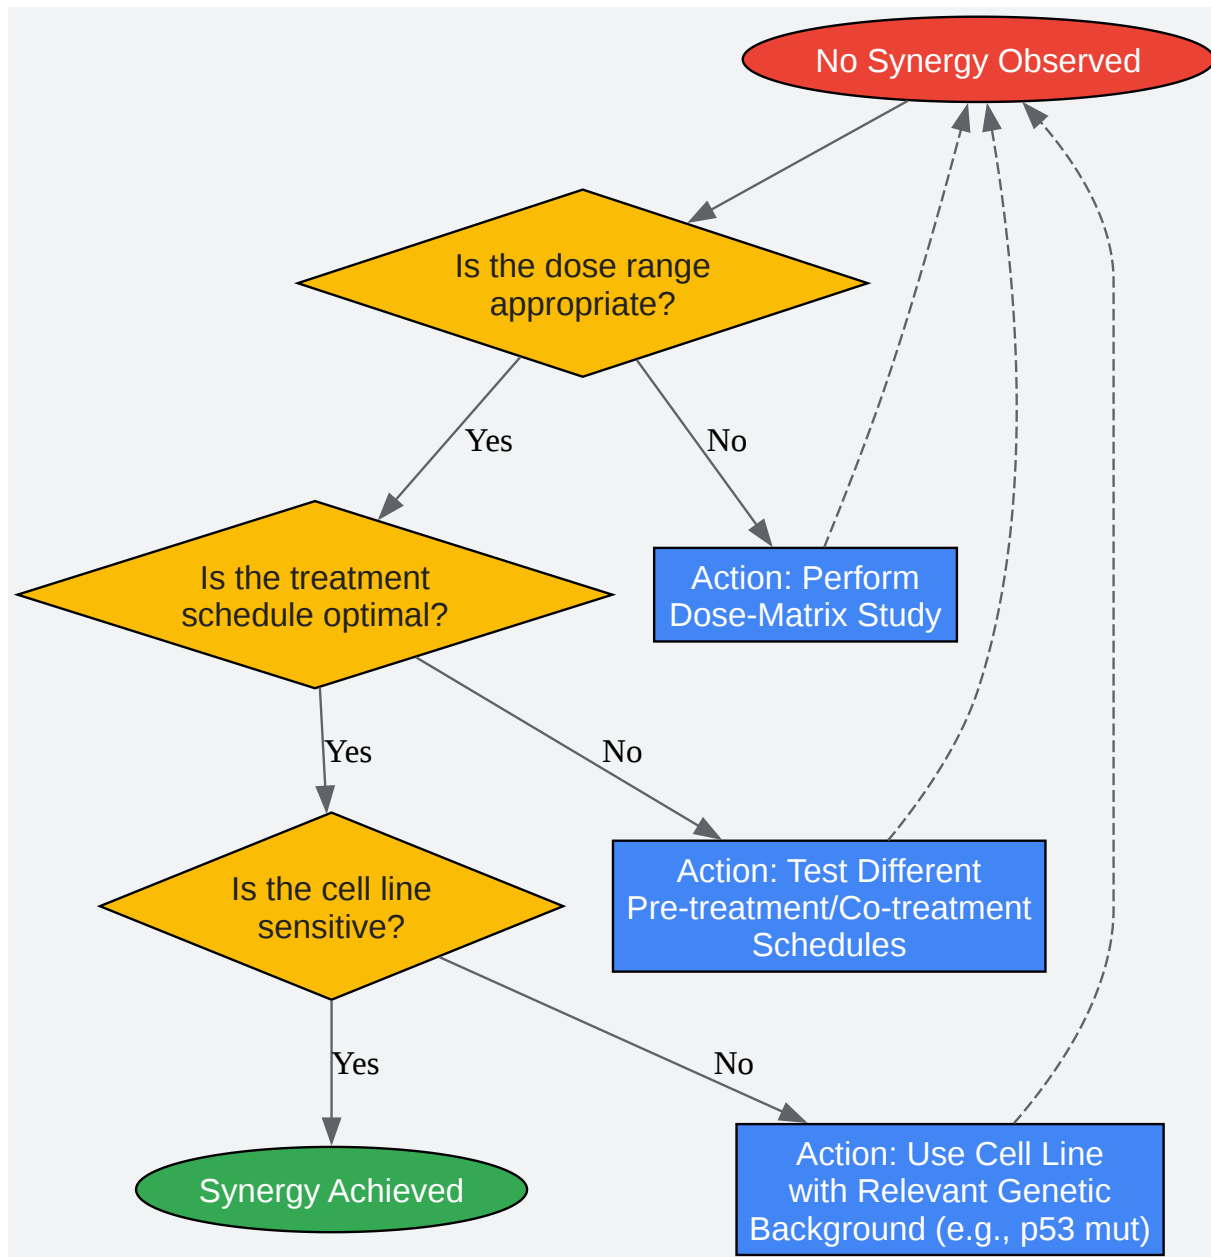 No Synergy Observed
Is the dose range
appropriate?
Yes
No
Is the treatment
schedule optimal?
Action: Perform
Dose-Matrix Study
Yes
No
Is the cell line
sensitive?
Action: Test Different
Pre-treatment/Co-treatment
Schedules
Yes
No
Synergy Achieved
Action: Use Cell Line
with Relevant Genetic
Background (e.g., p53 mut)